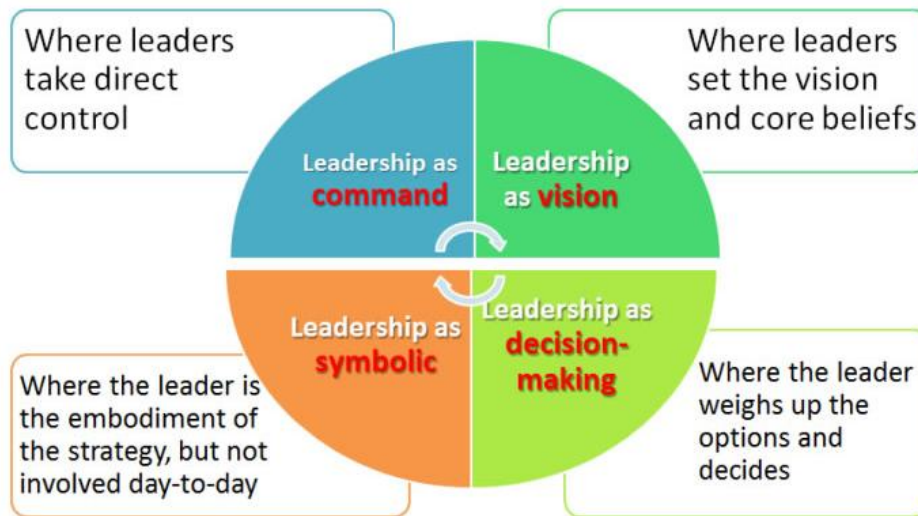 Where leaders
take direct
control
Where leaders
set the vision
and core beliefs
Leadership as
command
Leadership
as vision
Leadership as
symbolic
Leadership as
decision-
making
Where the leader is
the embodiment of
the strategy, but not
involved day-to-day
Where the leader
weighs up the
options and
decides